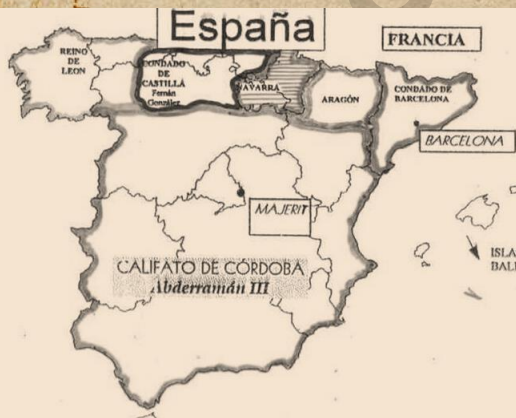 España
FRANCIA
REINO
DE
LEON
CONDADO
DE
CASTILLA
Fernán
González
NAVARRA
ARAGÓN
CONDADO DE
BARCELONA
BARCELONA
MAJERIT
ISLA
BAL
CALIFATO DE CÓRDOBA
Abderramán III